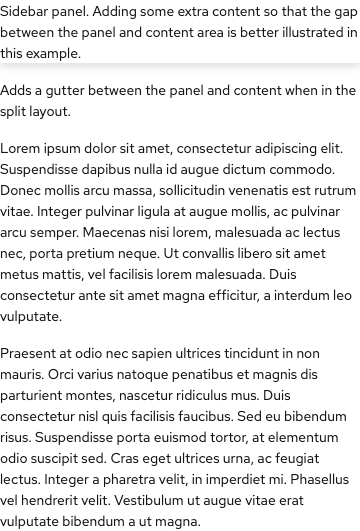 Sidebar panel. Adding some extra content so that the gap
between the panel and content area is better illustrated in
this example.
Adds a gutter between the panel and content when in the
split layout.
Lorem ipsum dolor sit amet, consectetur adipiscing elit.
Suspendisse dapibus nulla id augue dictum commodo.
Donec mollis arcu massa, sollicitudin venenatis est rutrum
vitae. Integer pulvinar ligula at augue mollis, ac pulvinar
arcu semper. Maecenas nisi lorem, malesuada ac lectus
nec, porta pretium neque. Ut convallis libero sit amet
metus mattis, vel facilisis lorem malesuada. Duis
consectetur ante sit amet magna efficitur, a interdum leo
vulputate.
Praesent at odio nec sapien ultrices tincidunt in non
mauris. Orci varius natoque penatibus et magnis dis
parturient montes, nascetur ridiculus mus. Duis
consectetur nisl quis facilisis faucibus. Sed eu bibendum
risus. Suspendisse porta euismod tortor, at elementum
odio suscipit sed. Cras eget ultrices urna, ac feugiat
lectus. Integer a pharetra velit, in imperdiet mi. Phasellus
vel hendrerit velit. Vestibulum ut augue vitae erat
vulputate bibendum a ut magna.